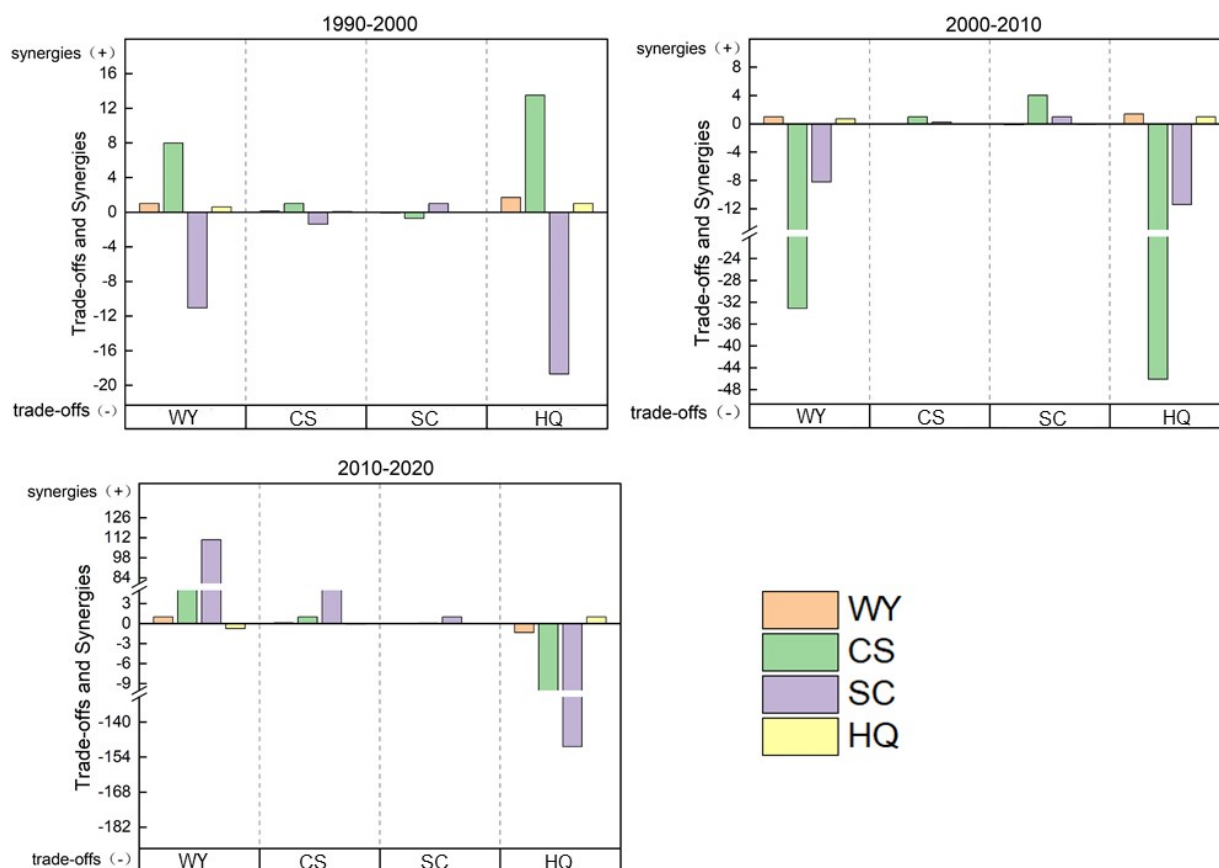 1990-2000
synergies（+）
16
12
8
4
0
-4
-8
-12
-16
-20
Trade-offs and Synergies
trade-offs (-)
WY CS SC HQ
2000-2010
synergies（+）
8
4
0
-4
-8
-12
-24
-28
-32
-36
-40
-44
-48
Trade-offs and Synergies
trade-offs (-)
WY CS SC HQ
2010-2020
synergies（+）
126
112
98
84
3
0
-3
-6
-9
-140
-154
-168
-182
Trade-offs and Synergies
trade-offs (-)
WY CS SC HQ
WY
CS
SC
HQ